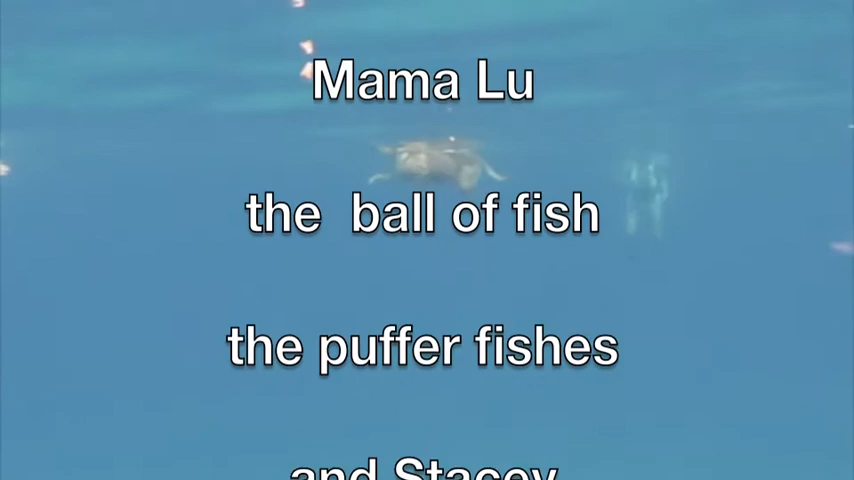 Mama Lu
the  ball of fish
the puffer fishes
and Stacey